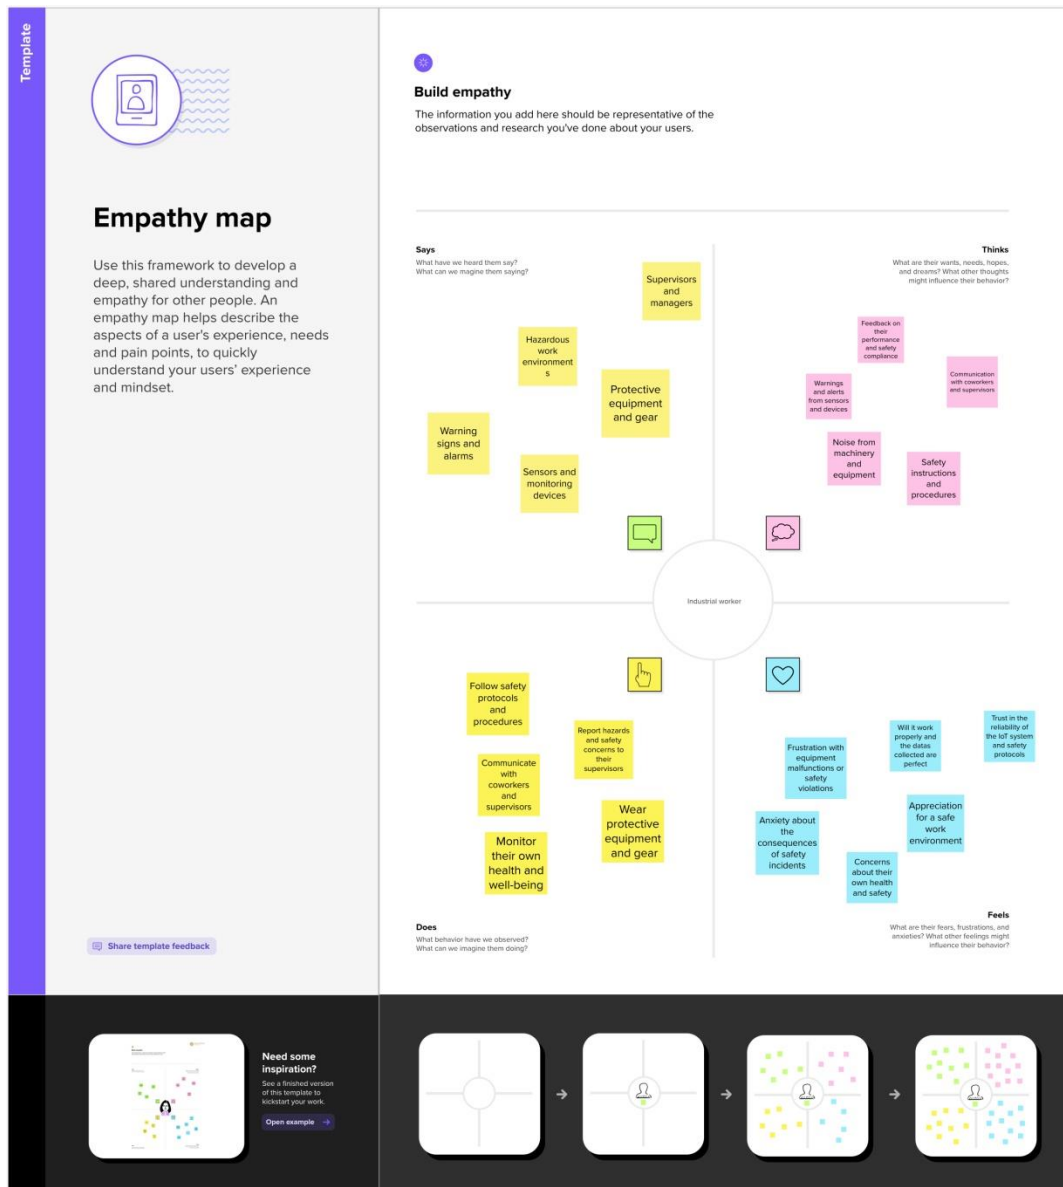 Template
Empathy map
Use this framework to develop a
deep, shared understanding and
empathy for other people. An
empathy map helps describe the
aspects of a user's experience, needs
and pain points, to quickly
understand your users' experience
and mindset.
Share template feedback
Build empathy
The information you add here should be representative of the
observations and research you've done about your users.
Says
What have we heard them say?
What can we magine them saying?
Supervisors
and
managers
Hazardous
work
environment
s
Protective
equipment
and gear
Warning
signs and
alarms
Sensors and
monitoring
devices
Thinks
What are their wants, needs, hopes,
and dreams? What other thoughts
might influence their behavior?
Feedback on
their
performance
and safety
compliance
Communication
with coworkers
and supervisors
Warnings
and alerts
from sensors
and devices
Noise from
machinery
and
equipment
Safety
instructions
and
procedures
Industrial worker
Follow safety
protocols
and
procedures
Report hazards
and safety
concerns to
their
supervisors
Communicate
with
coworkers
and
supervisors
Wear
protective
equipment
and gear
Monitor
their own
health and
well-being
Does
What behavior have we observed?
What can we imagine them doing?
Trust in the
reliability of
the IoT system
and safety
protocols
Will it work
properly and
the datas
collected are
perfect
Frustration with
equipment
malfunctions or
safety
violations
Appreciation
for a safe
work
environment
Anxiety about
the
consequences
of safety
incidents
Concerns
about their
own health
and safety
Feels
What are their fears, frustrations, and
anxieties? What other feelings might
influence their behavior?
Need some
inspiration?
See a finished version
of this template to
kickstart your work.
Open example